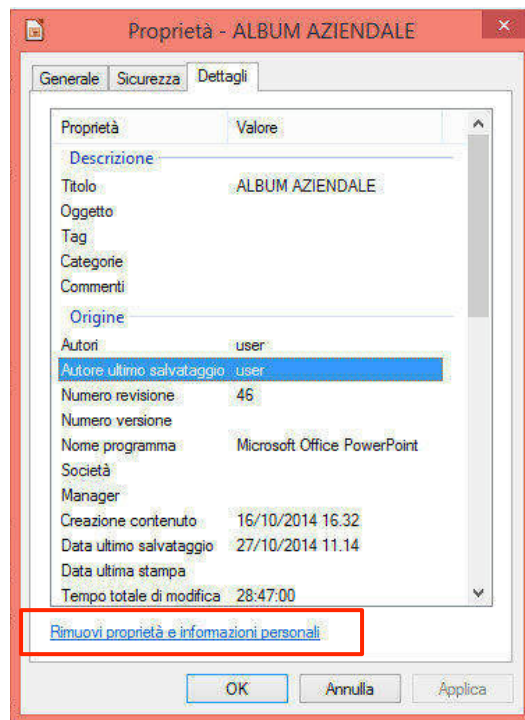 Proprietà - ALBUM AZIENDALE
Generale Sicurezza Dettagli
Proprietà Valore
Descrizione
Titolo ALBUM AZIENDALE
Oggetto
Tag
Categorie
Commenti
Origine
Autori user
Autore ultimo salvataggio user
Numero revisione 46
Numero versione
Nome programma Microsoft Office PowerPoint
Società
Manager
Creazione contenuto 16/10/2014 16.32
Data ultimo salvataggio 27/10/2014 11.14
Data ultima stampa
Tempo totale di modifica 28:47:00
Rimuovi proprietà e informazioni personali
OK Annulla Applica